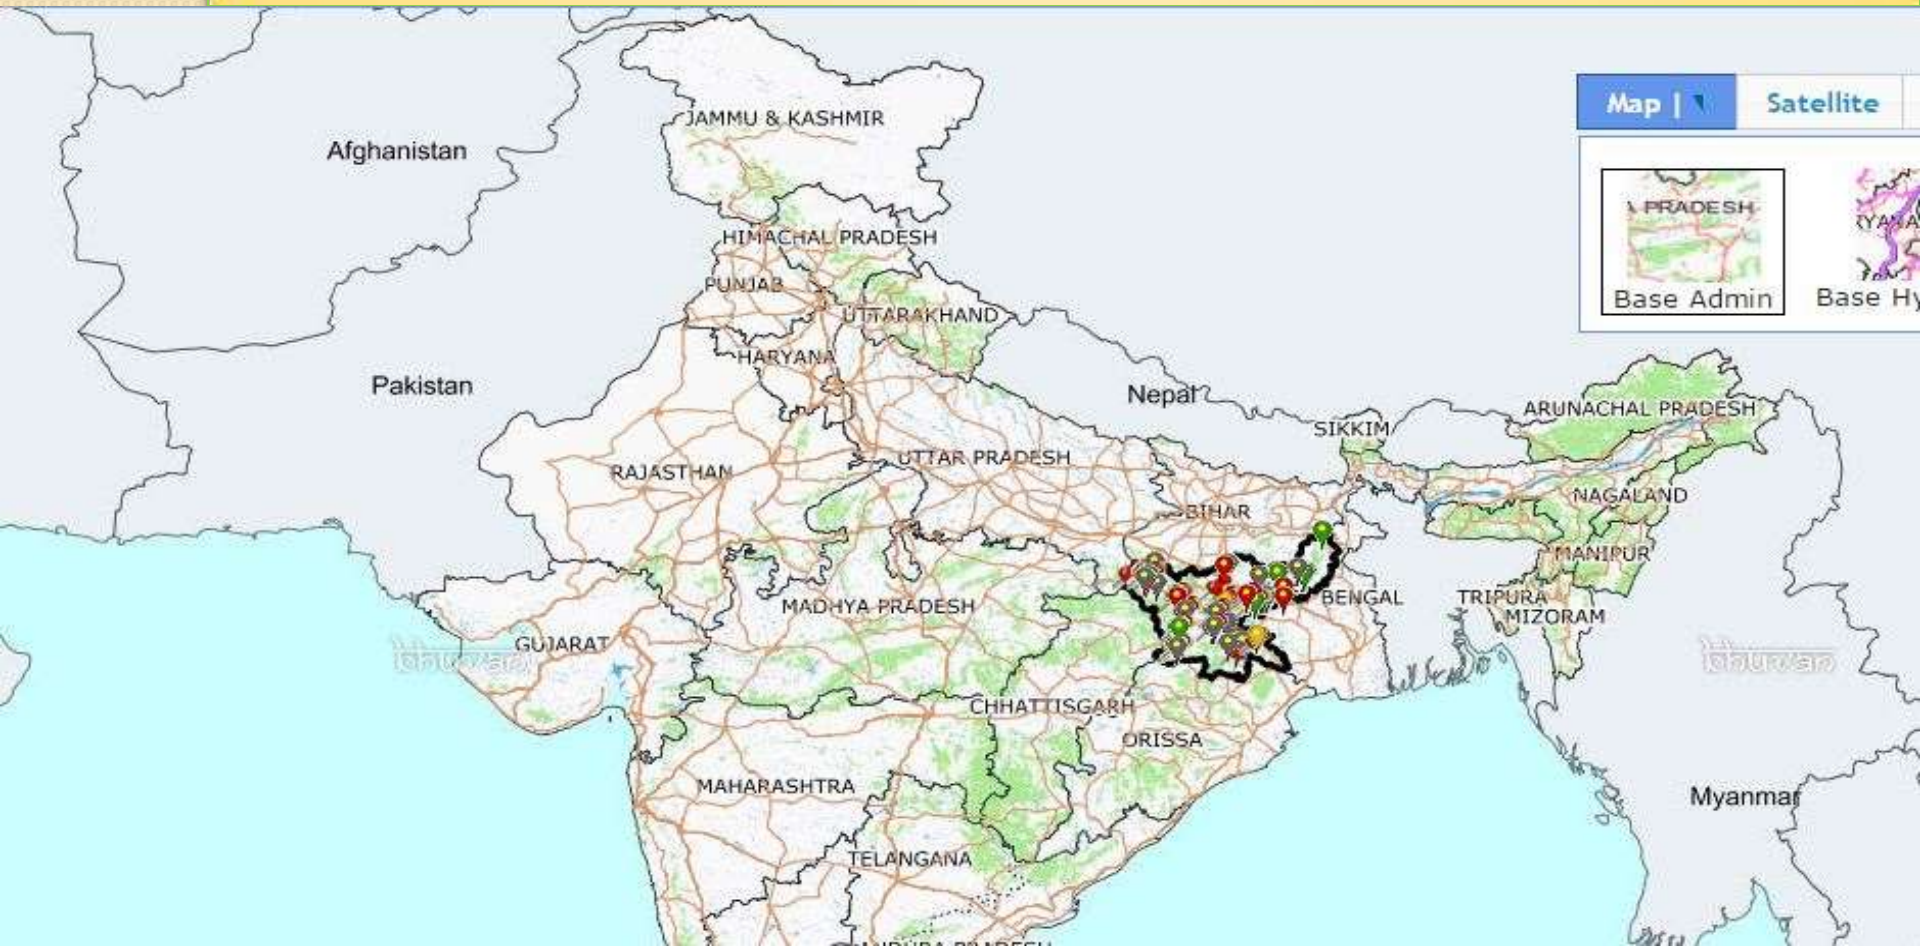 JAMMU & KASHMIR
Map |
Satellite
Afghanistan
PRADESH
HIMACHAL PRADESH
PUNJAB
Base Admin
Base Hy
UTTARAKHAND
HARYANA
Pakistan
Nepal
ARUNACHAL PRADESH
SIKKIM
UTTAR PRADESH
RAJASTHAN
NAGALAND
BIHAR
MANIPUR
BENGAL
TRIPURA
MADHYA PRADESH
MIZORAM
GUJARAT
bhuvan
bhuvan
CHHATTISGARH
ORISSA
MAHARASHTRA
Myanmar
TELANGANA